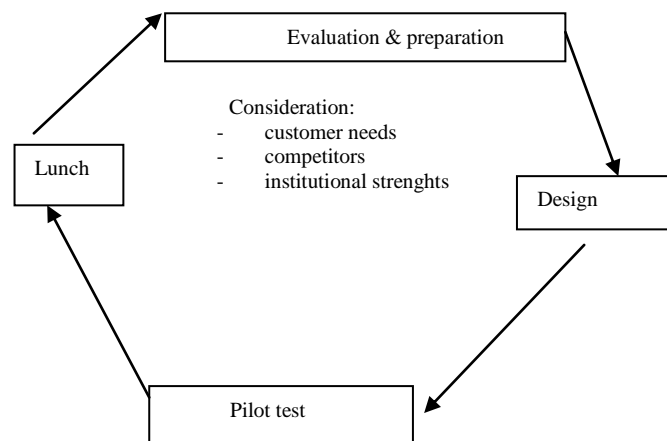 Evaluation & preparation
Consideration:
- customer needs
- competitors
- institutional strenghts
Lunch
Design
Pilot test